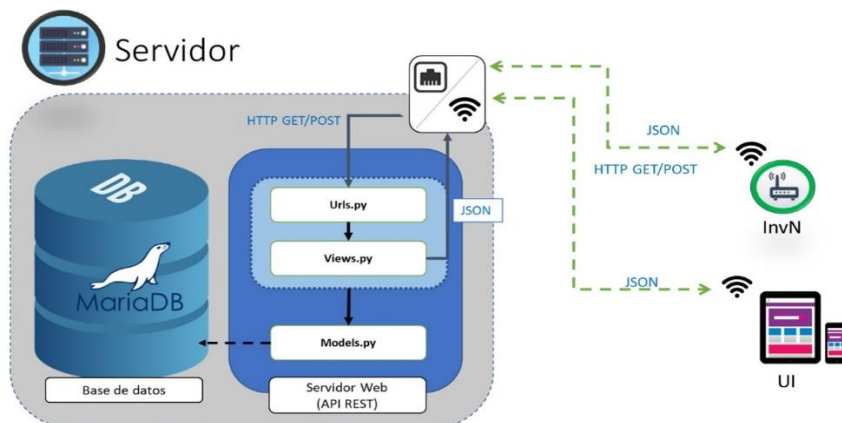 Servidor
HTTP GET/POST
JSON
HTTP GET/POST
DB
Urls.py
JSON
InvN
Views.py
MariaDB
JSON
Models.py
Base de datos
Servidor Web
(API REST)
UI